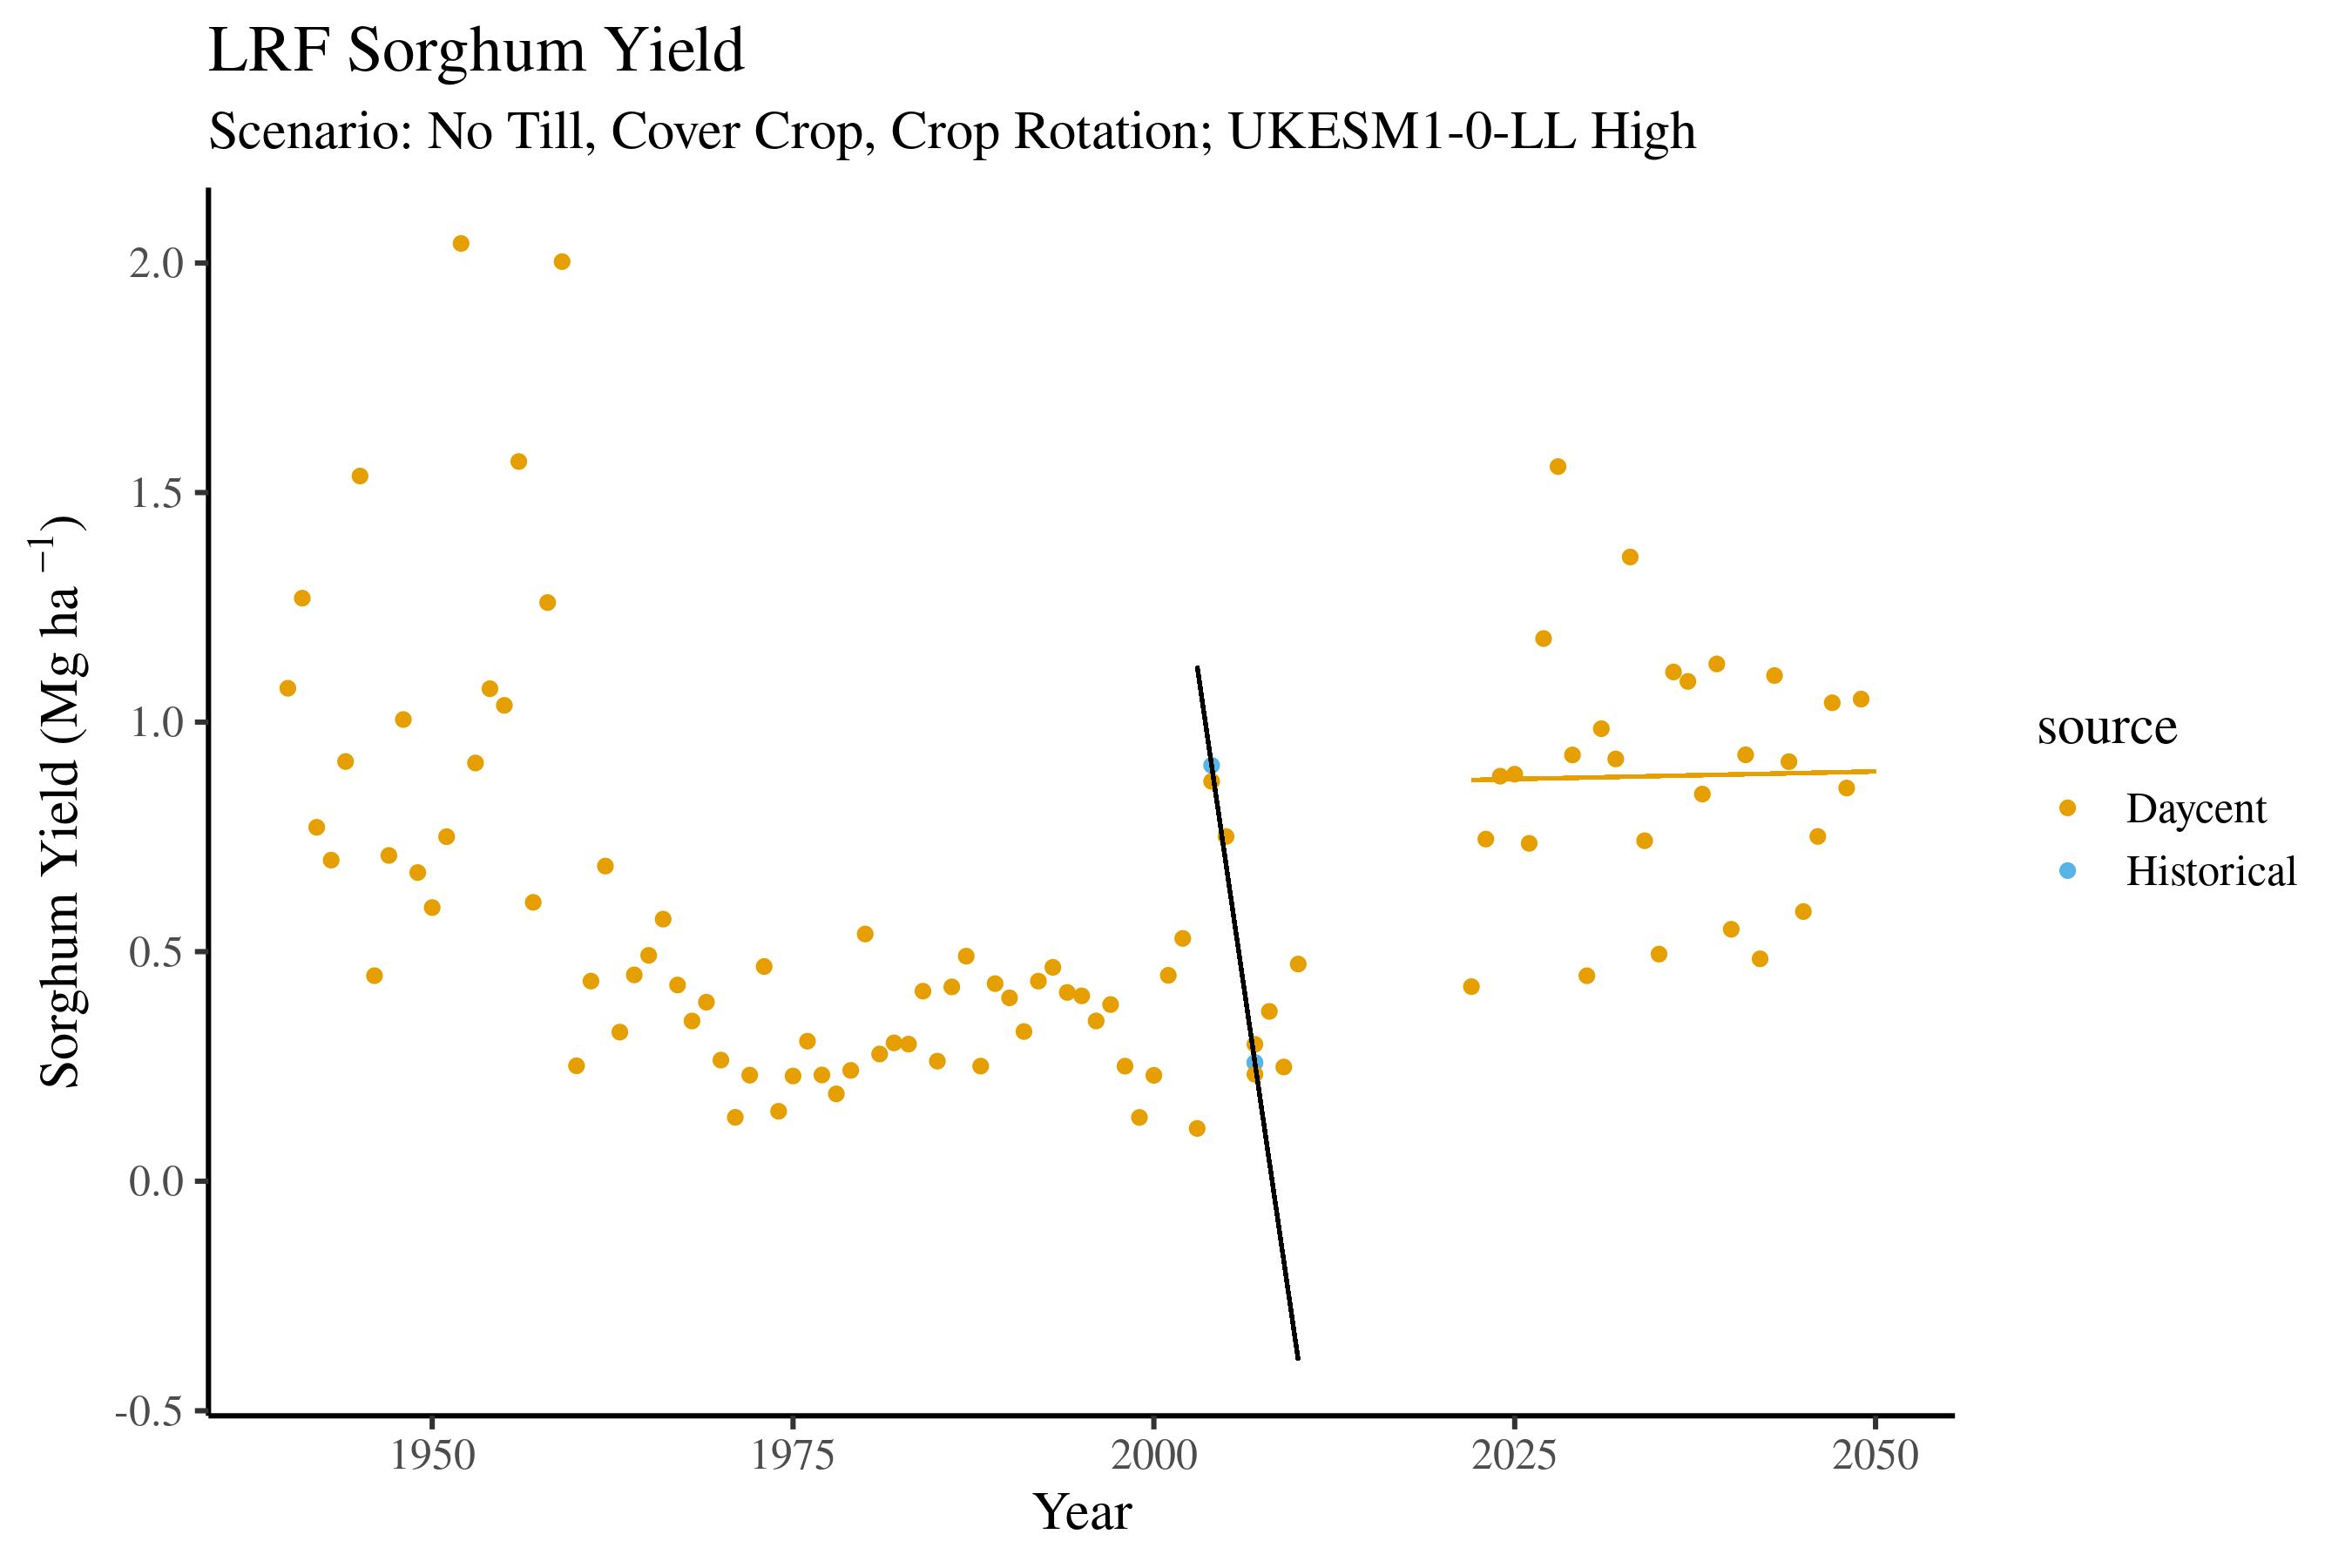 LRF Sorghum Yield
Scenario: No Till, Cover Crop, Crop Rotation; UKESM1-0-LL High
Sorghum Yield (Mg ha −1)
2.0
1.5
1.0
0.5
0.0
-0.5
1950 1975 2000 2025 2050
Year
source
Daycent
Historical